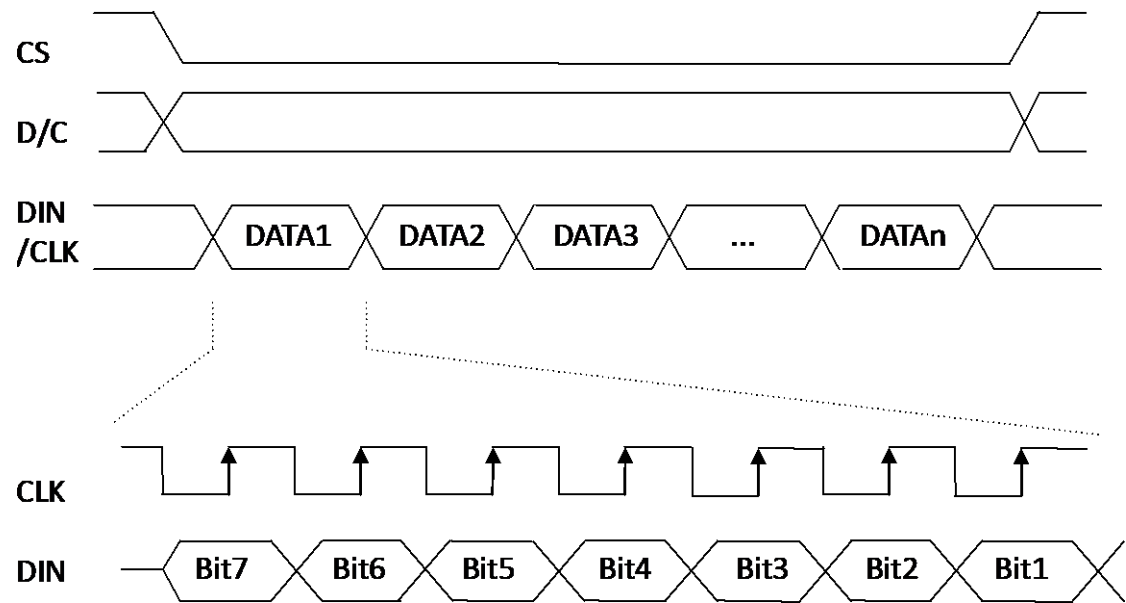 CS
D/C
DIN
/CLK
DATA1 DATA2 DATA3 ... DATAn
CLK
DIN Bit7 Bit6 Bit5 Bit4 Bit3 Bit2 Bit1